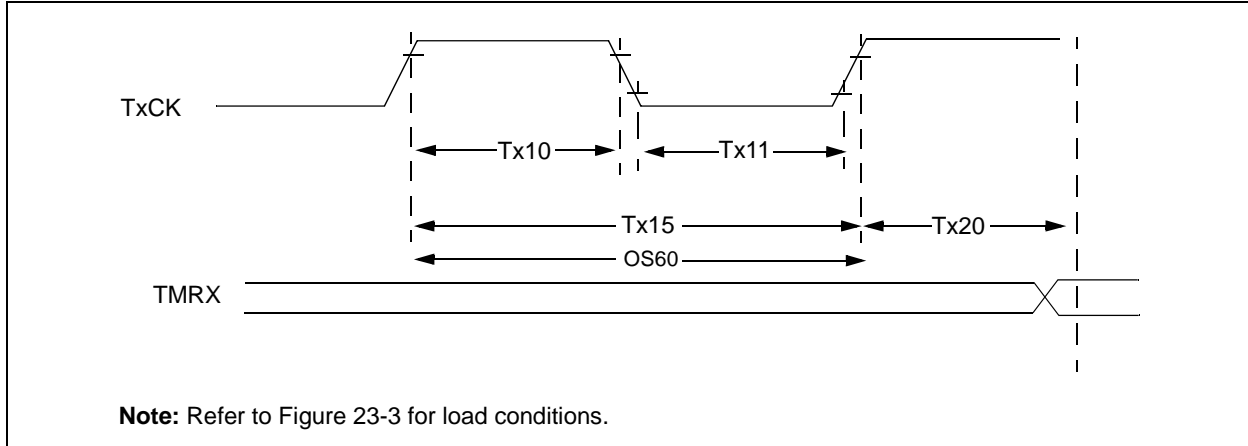 TxCK
Tx10
Tx11
Tx15
Tx20
OS60
TMRX
Note: Refer to Figure 23-3 for load conditions.